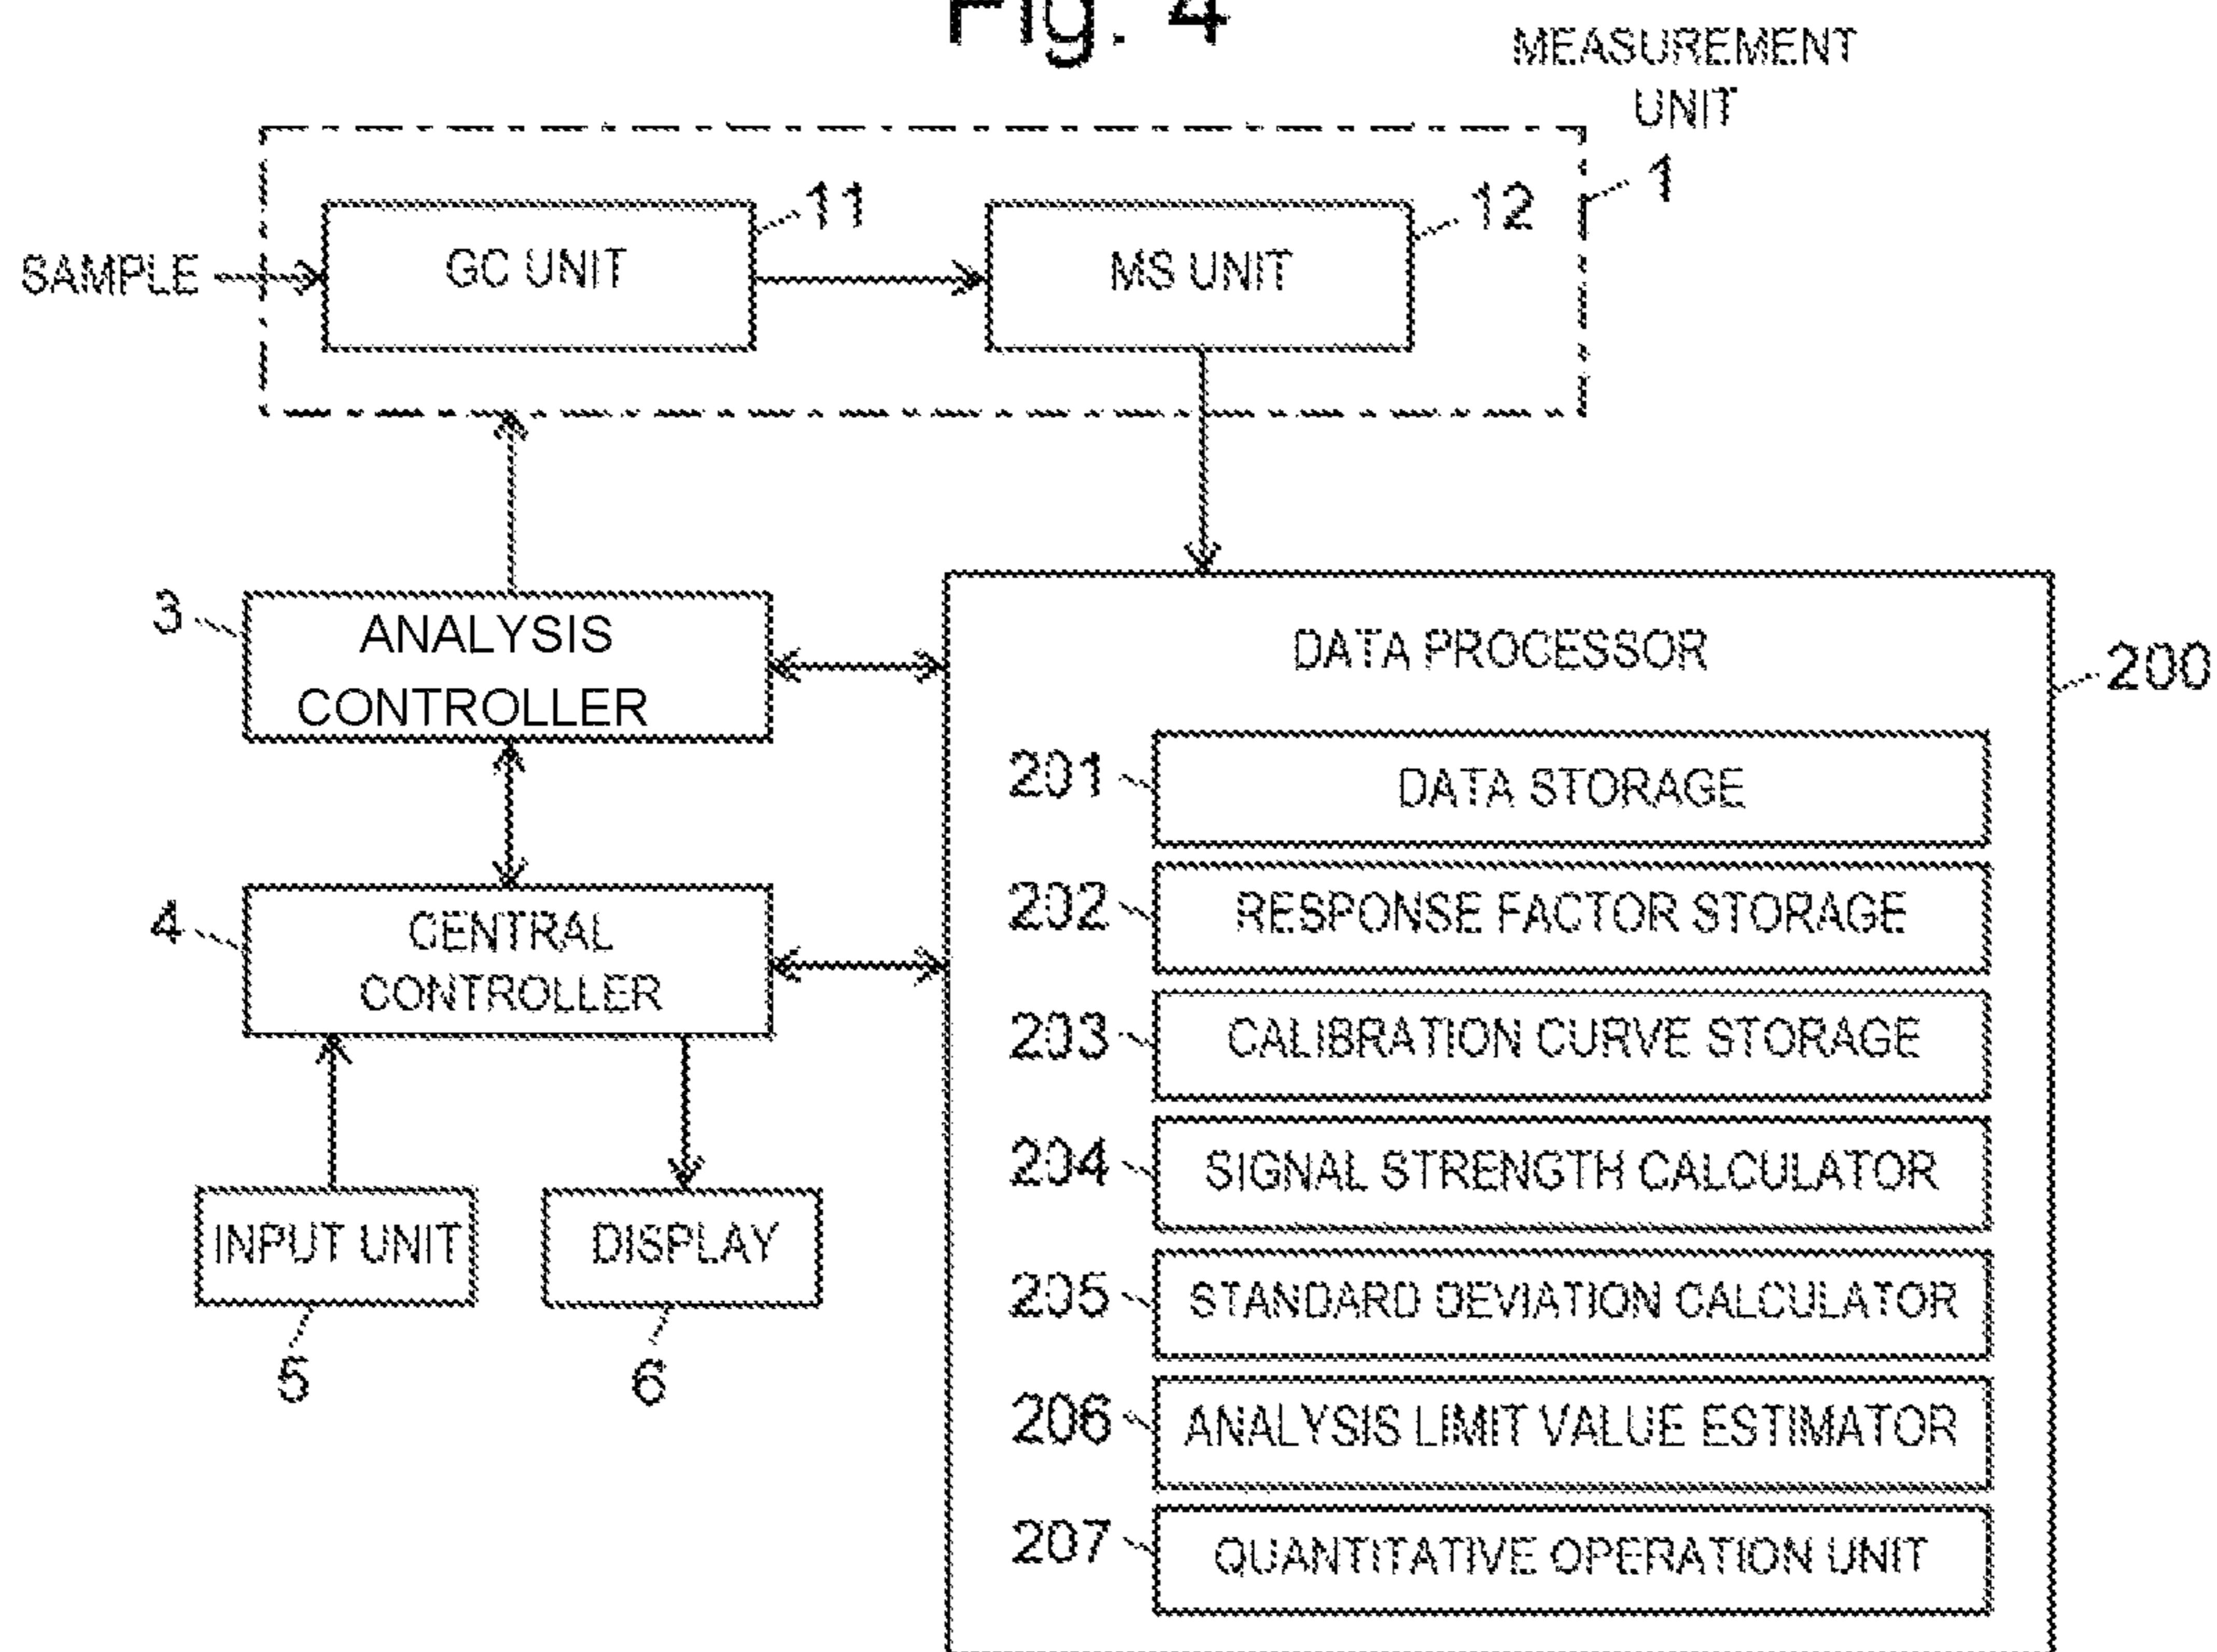 Fig. 4
MEASUREMENT
UNIT
1
11
12
SAMPLE
GC UNIT
MS UNIT
3
ANALYSIS
CONTROLLER
DATA PROCESSOR
200
201
DATA STORAGE
202
RESPONSE FACTOR STORAGE
4
CENTRAL
CONTROLLER
203
CALIBRATION CURVE STORAGE
204
SIGNAL STRENGTH CALCULATOR
INPUT UNIT
DISPLAY
5
6
205
STANDARD DEVIATION CALCULATOR
206
ANALYSIS LIMIT VALUE ESTIMATOR
207
QUANTITATIVE OPERATION UNIT